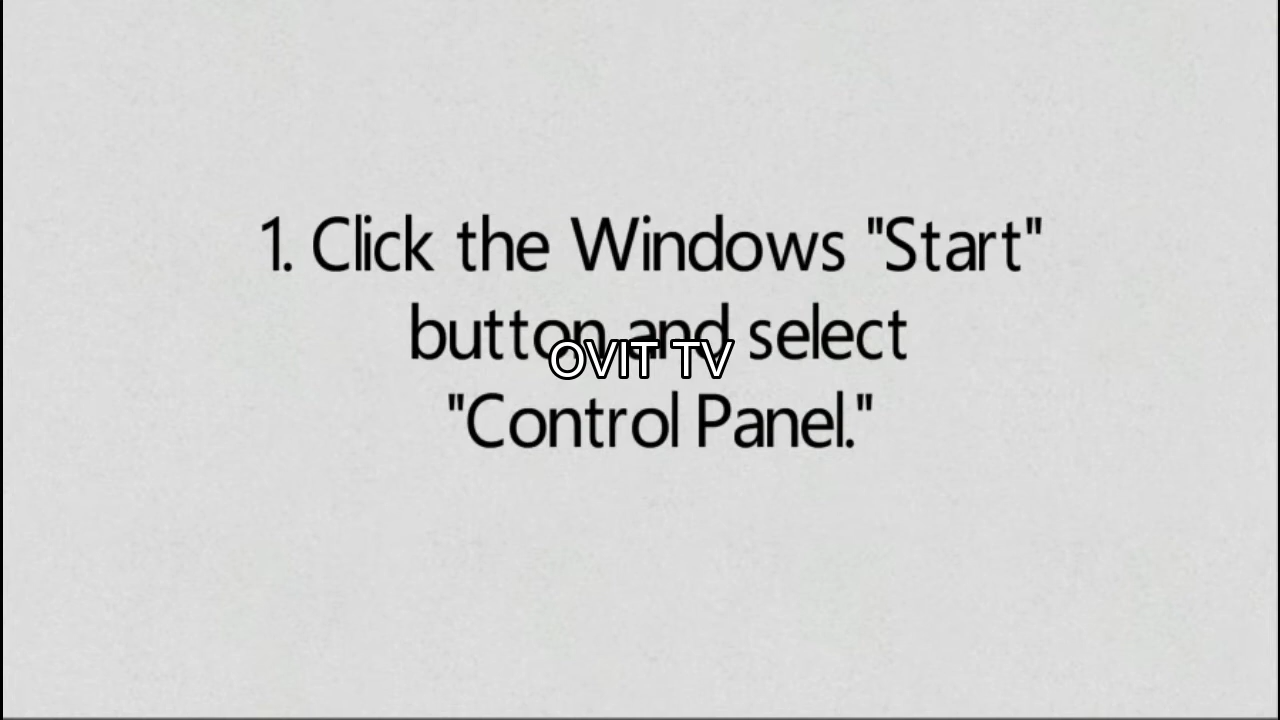 1. Click the Windows "Start"
button and select
OVIT TV
"Control Panel."